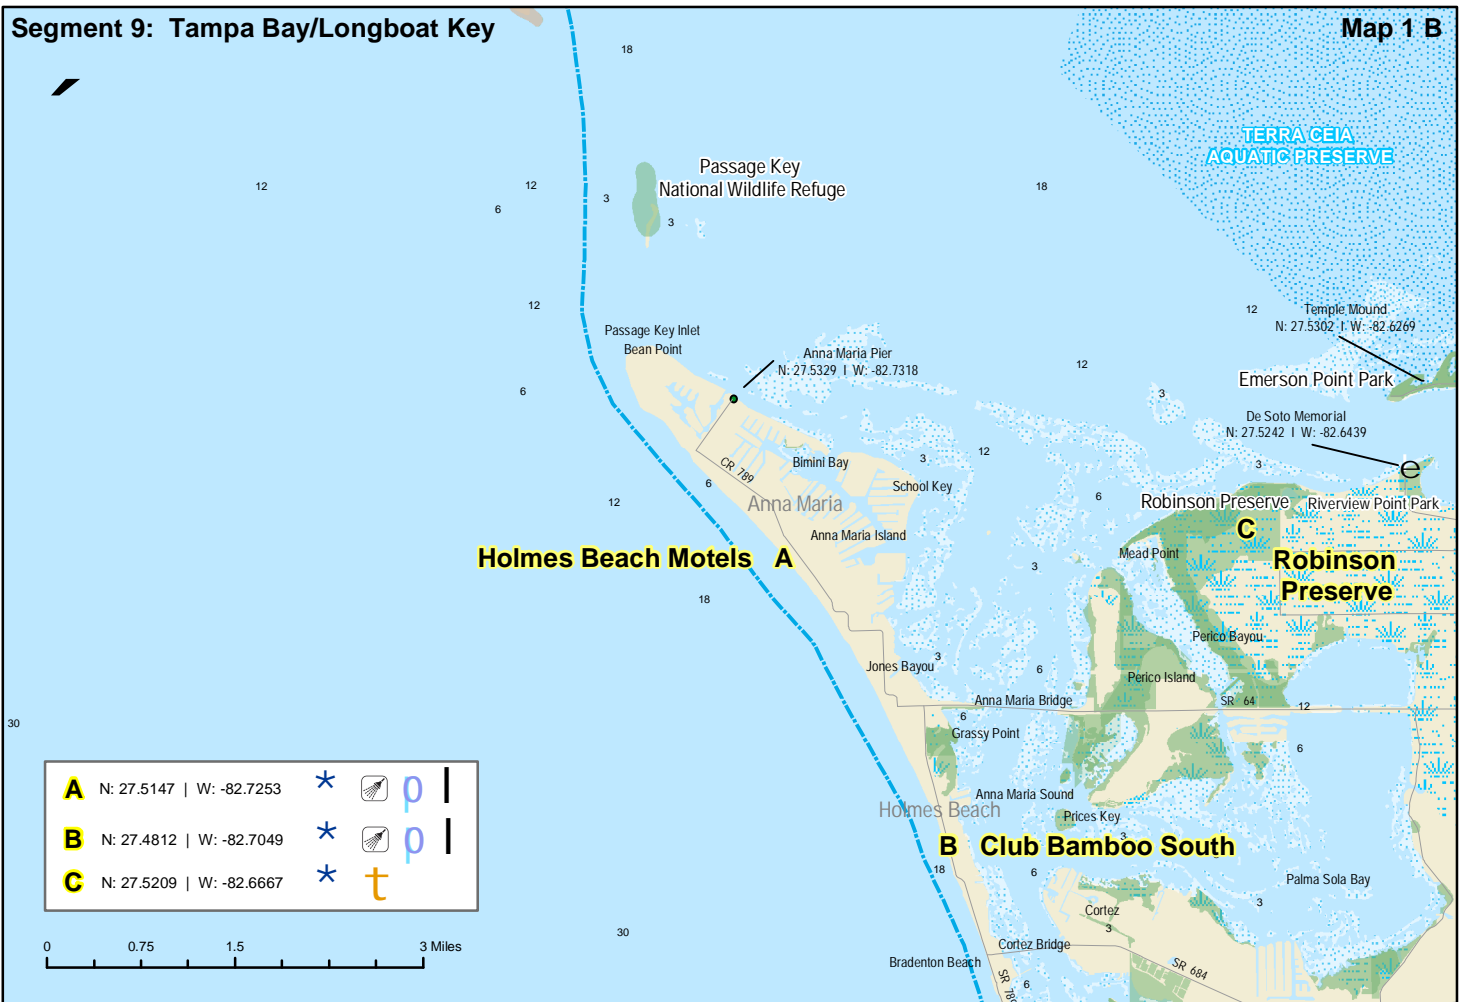 Segment 9: Tampa Bay/Longboat Key
Map 1 B
18
TERRA CEIA
AQUATIC PRESERVE
Passage Key
National Wildlife Refuge
12
12
6
3
3
18
12
12
Temple Mound
N: 27.5302 | W: -82.6269
Passage Key Inlet
Bean Point
Anna Maria Pier
N: 27.5329 | W: -82.7318
12
Emerson Point Park
6
3
De Soto Memorial
N: 27.5242 | W: -82.6439
12
3
3
Bimini Bay
CR 789
6
School Key
12
6
Anna Maria
Robinson Preserve
Riverview Point Park
C
Anna Maria Island
Mead Point
Holmes Beach Motels A
Robinson
Preserve
3
18
Perico Bayou
3
Jones Bayou
6
Perico Island
Anna Maria Bridge
SR 64
12
6
30
Grassy Point
6
A N: 27.5147 | W: -82.7253 * p l
Anna Maria Sound
Holmes Beach
Prices Key
3
B N: 27.4812 | W: -82.7049 * p l
B Club Bamboo South
C N: 27.5209 | W: -82.6667 * t
18
6
Palma Sola Bay
3
Cortez
3
30
0 0.75 1.5 3 Miles
Cortez Bridge
Bradenton Beach
SR 684
SR 789
6